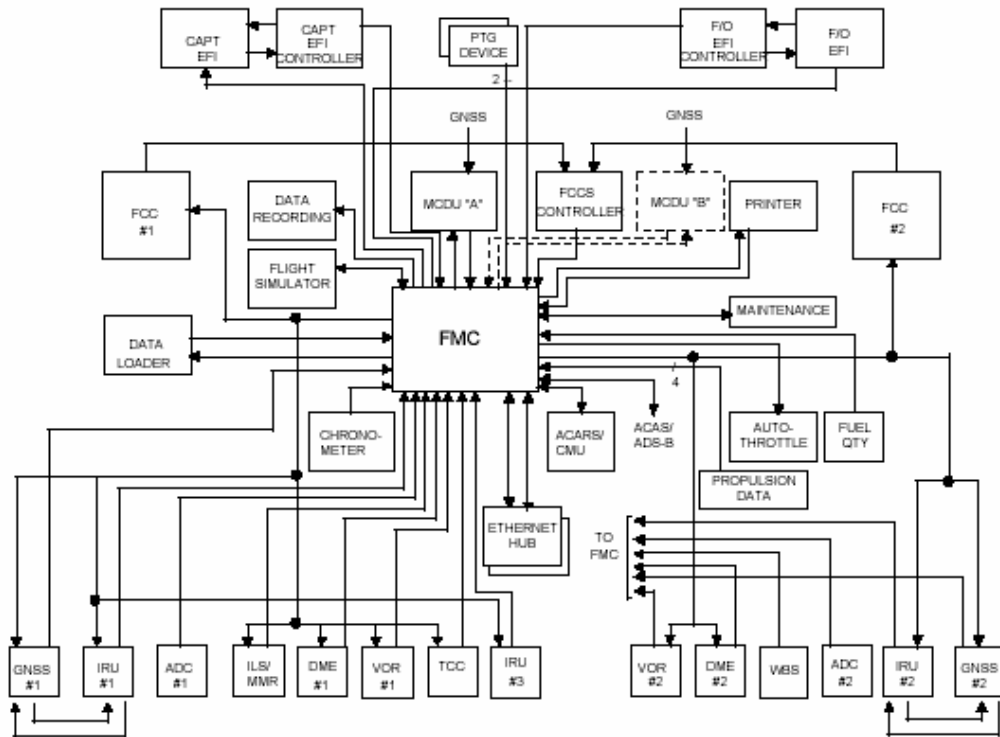 CAPT
EFI
CAPT
EFI
CONTROLLER
PTG
DEVICE
F/O
EFI
CONTROLLER
F/O
EFI
2
GNSS
GNSS
FCC
#1
DATA
RECORDING
MCDU "A"
FCCS
CONTROLLER
MCDU "B"
PRINTER
FCC
#2
FLIGHT
SIMULATOR
FMC
MAINTENANCE
DATA
LOADER
4
CHRONO-
METER
ACARS/
CMU
ACAS/
ADS-B
AUTO-
THROTTLE
FUEL
QTY
PROPULSION
DATA
ETHERNET
HUB
TO
FMC
GNSS
#1
IRU
#1
ADC
#1
ILS/
MMR
DME
#1
VOR
#1
TCC
IRU
#3
VOR
#2
DME
#2
WBS
ADC
#2
IRU
#2
GNSS
#2